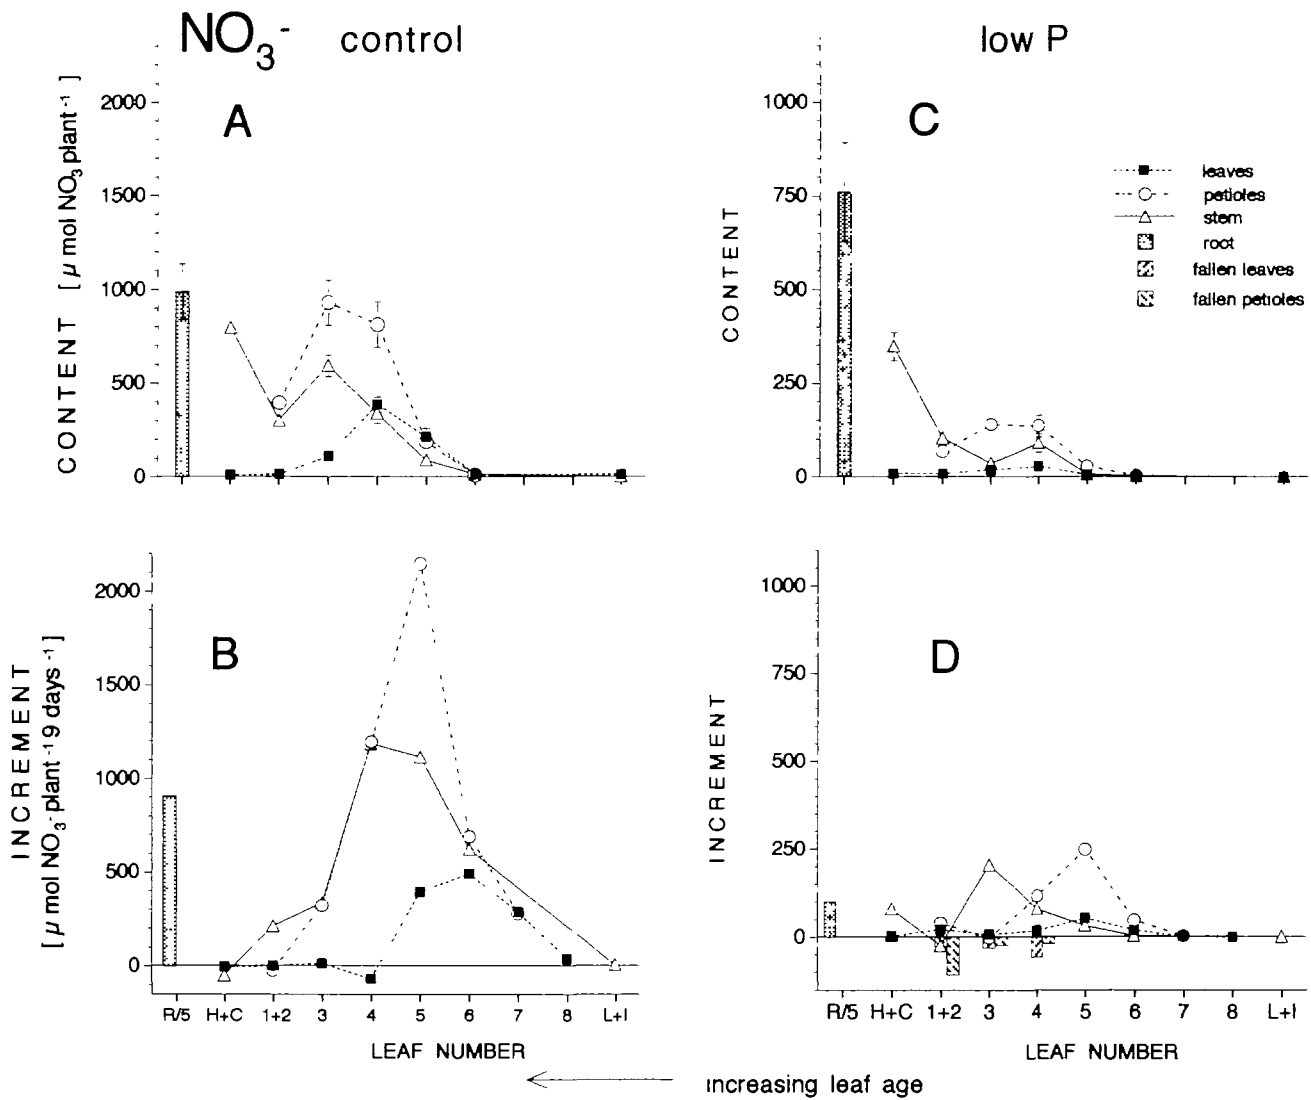 NO₃⁻ control
low P
CONTENT [μmol NO₃ plant⁻¹]
2000
1500
1000
500
0
A
CONTENT
1000
750
500
250
0
C
leaves
petioles
stem
root
fallen leaves
fallen petioles
INCREMENT
[μmol NO₃⁻ plant⁻¹ 9 days⁻¹]
2000
1500
1000
500
0
B
R/5 H+C 1+2 3 4 5 6 7 8 L+I
LEAF NUMBER
INCREMENT
1000
750
500
250
0
D
R/5 H+C 1+2 3 4 5 6 7 8 L+I
LEAF NUMBER
increasing leaf age